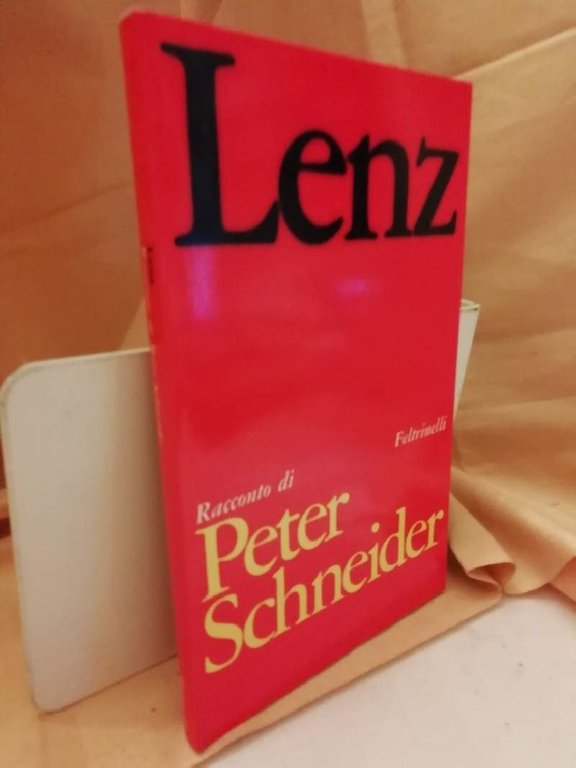 Lenz
Feltrinelli
Racconto di
Peter
Schneider